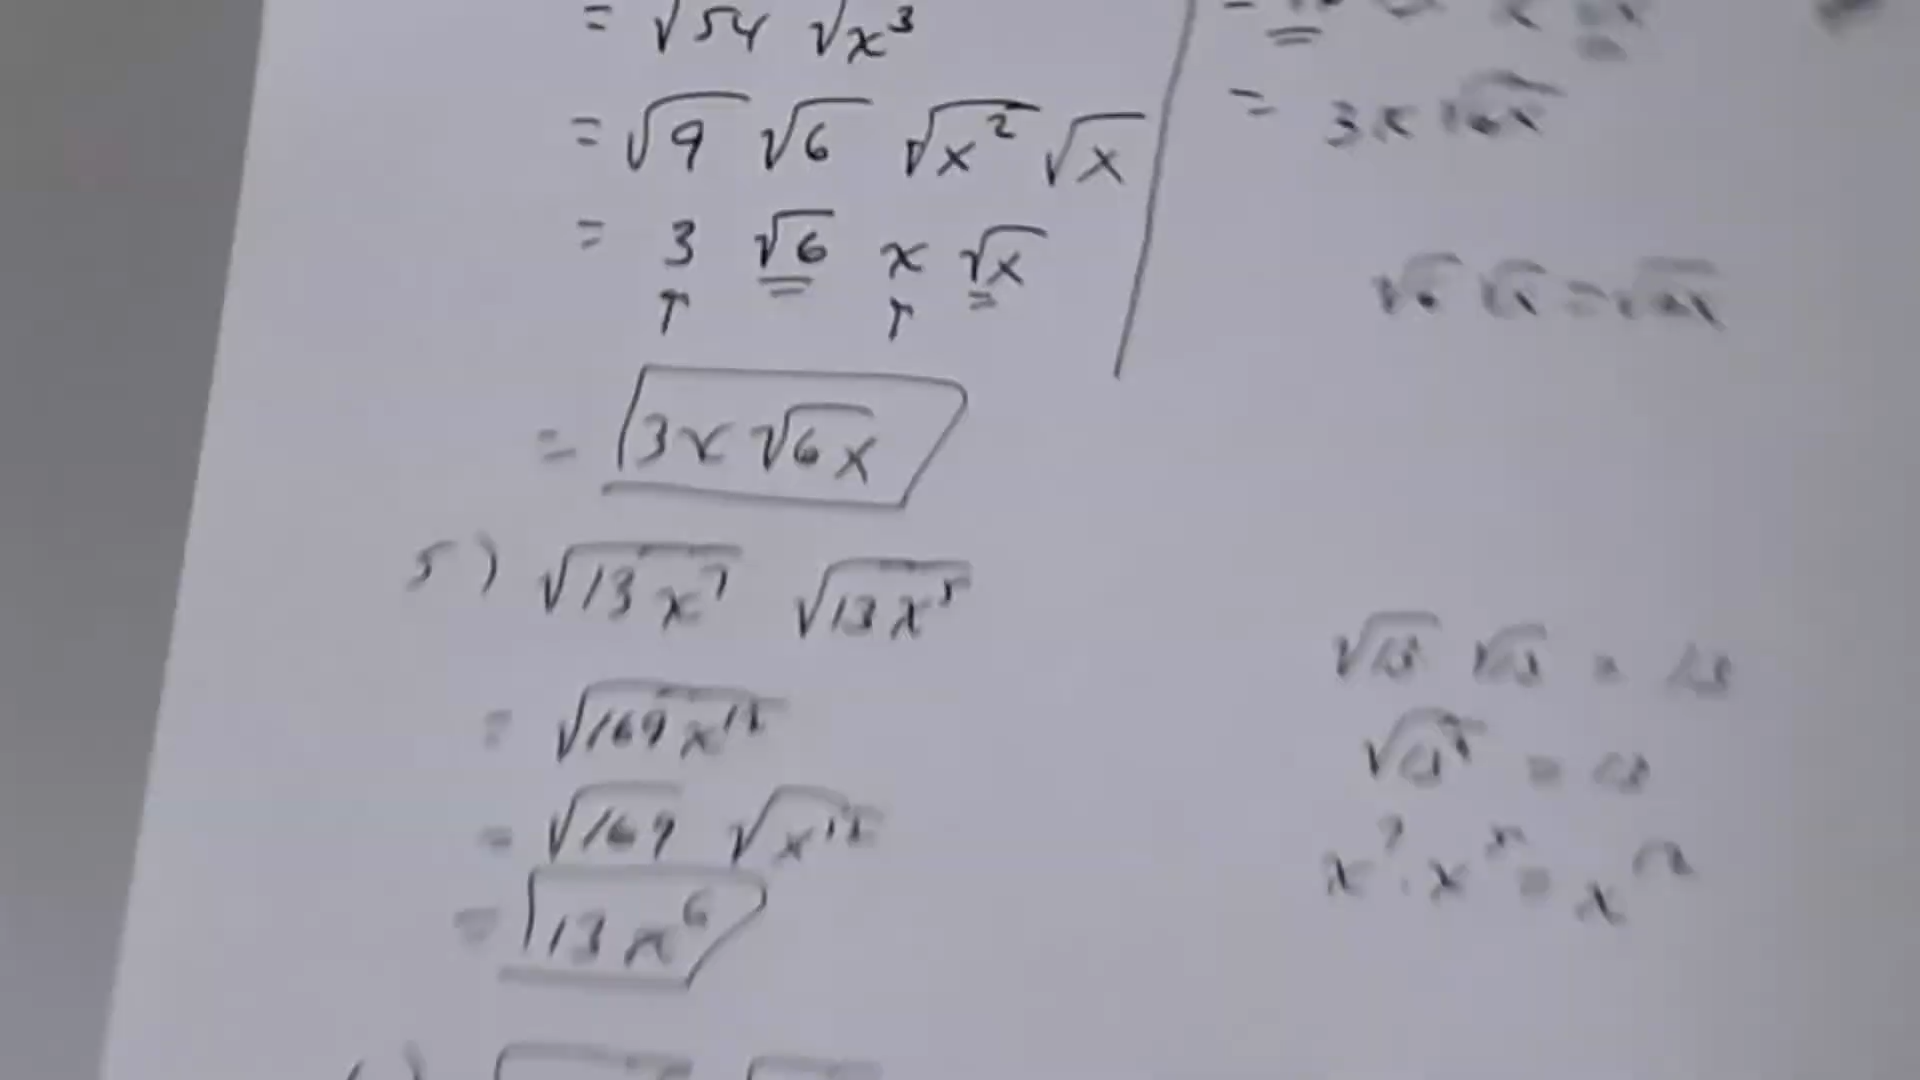 = √54 √x³
= √9 √6 √x² √x
= 3 √6 x √x
↑ ↑
= 3x √6x
5) √13x⁷ √13x⁵
= √169x¹²
= √169 √x¹²
= 13x⁶
= 3x √6x
√6 √x = √6x
√13 √13 = 13
√13² = 13
x⁷ · x⁵ = x¹²